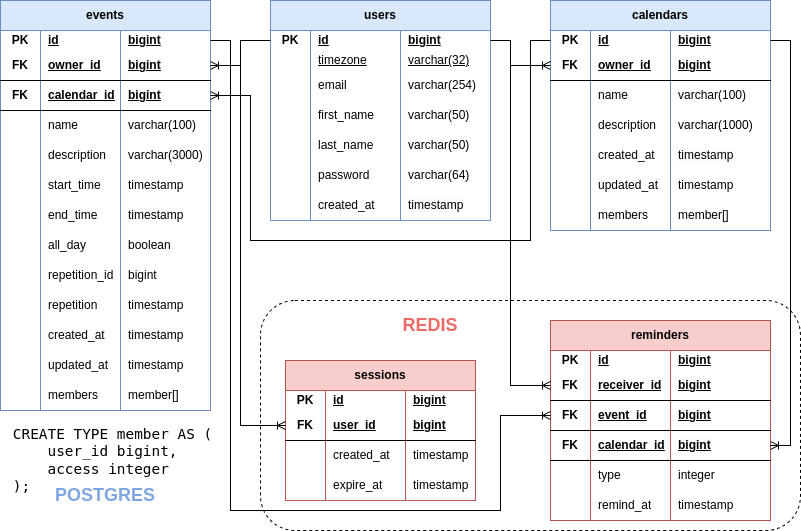 events
PK id bigint
FK owner_id bigint
FK calendar_id bigint
name varchar(100)
description varchar(3000)
start_time timestamp
end_time timestamp
all_day boolean
repetition_id bigint
repetition timestamp
created_at timestamp
updated_at timestamp
members member[]
users
PK id bigint
timezone varchar(32)
email varchar(254)
first_name varchar(50)
last_name varchar(50)
password varchar(64)
created_at timestamp
calendars
PK id bigint
FK owner_id bigint
name varchar(100)
description varchar(1000)
created_at timestamp
updated_at timestamp
members member[]
REDIS
sessions
PK id bigint
FK user_id bigint
created_at timestamp
expire_at timestamp
reminders
PK id bigint
FK receiver_id bigint
FK event_id bigint
FK calendar_id bigint
type integer
remind_at timestamp
CREATE TYPE member AS (
user_id bigint,
access integer
);
POSTGRES